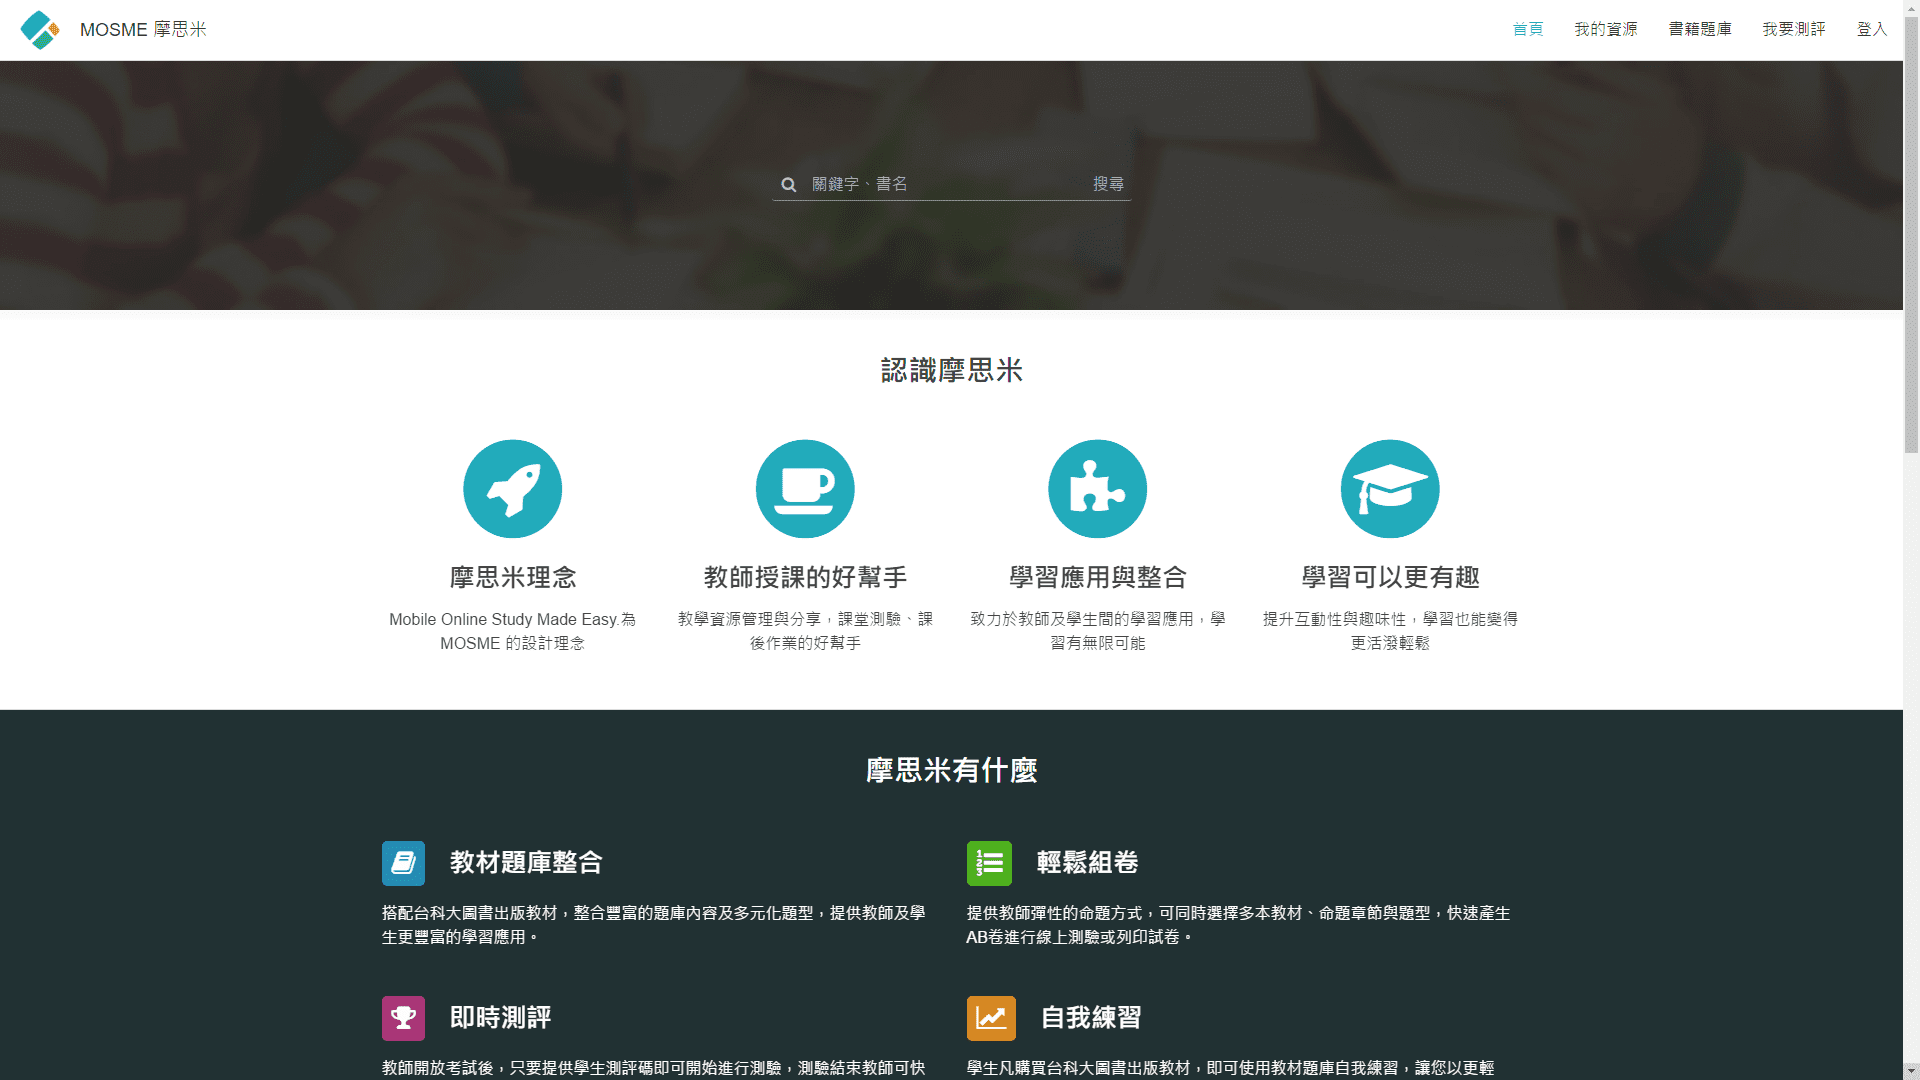 MOSME 摩思米
首頁 我的資源 書籍題庫 我要測評 登入
關鍵字、書名 搜尋
認識摩思米
摩思米理念
Mobile Online Study Made Easy.為
MOSME 的設計理念
教師授課的好幫手
教學資源管理與分享，課堂測驗、課
後作業的好幫手
學習應用與整合
致力於教師及學生間的學習應用，學
習有無限可能
學習可以更有趣
提升互動性與趣味性，學習也能變得
更活潑輕鬆
摩思米有什麼
教材題庫整合
搭配台科大圖書出版教材，整合豐富的題庫內容及多元化題型，提供教師及學
生更豐富的學習應用。
輕鬆組卷
提供教師彈性的命題方式，可同時選擇多本教材、命題章節與題型，快速產生
AB卷進行線上測驗或列印試卷。
即時測評
教師開放考試後，只要提供學生測評碼即可開始進行測驗，測驗結束教師可快
自我練習
學生凡購買台科大圖書出版教材，即可使用教材題庫自我練習，讓您以更輕